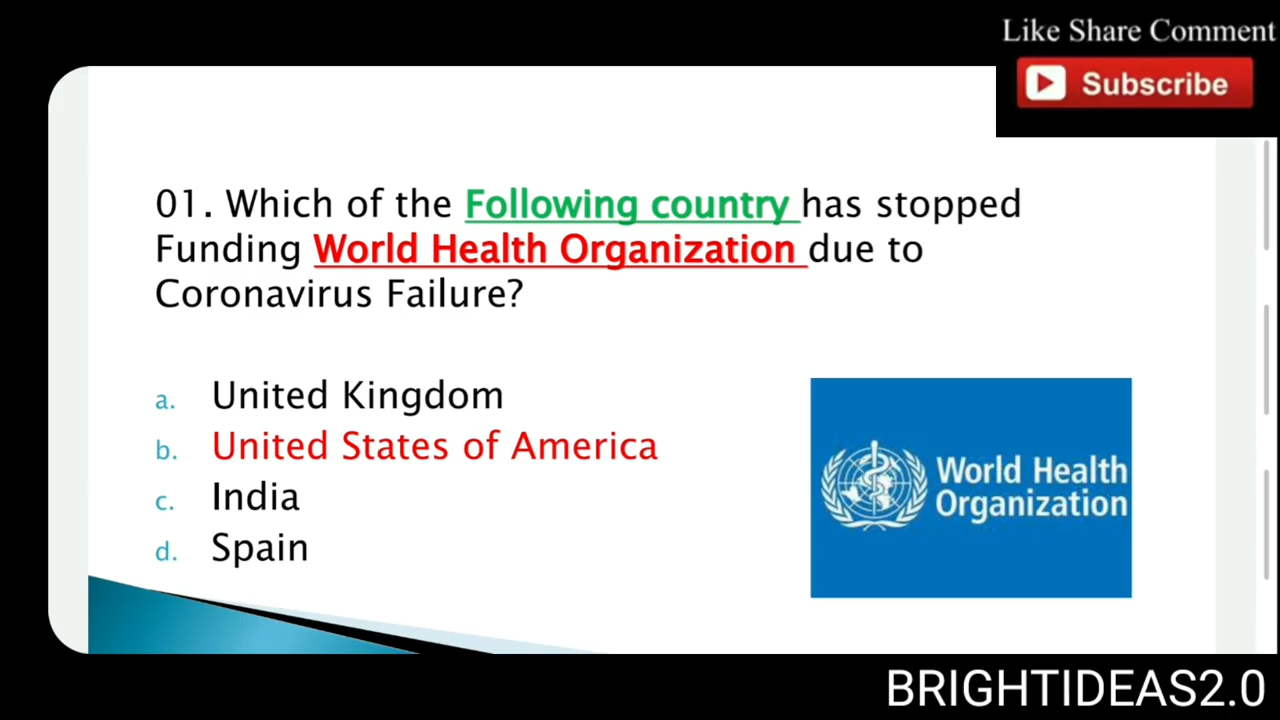 Like Share Comment
Subscribe
01. Which of the Following country has stopped
Funding World Health Organization due to
Coronavirus Failure?
a. United Kingdom
b. United States of America
c. India
d. Spain
World Health
Organization
BRIGHTIDEAS2.0